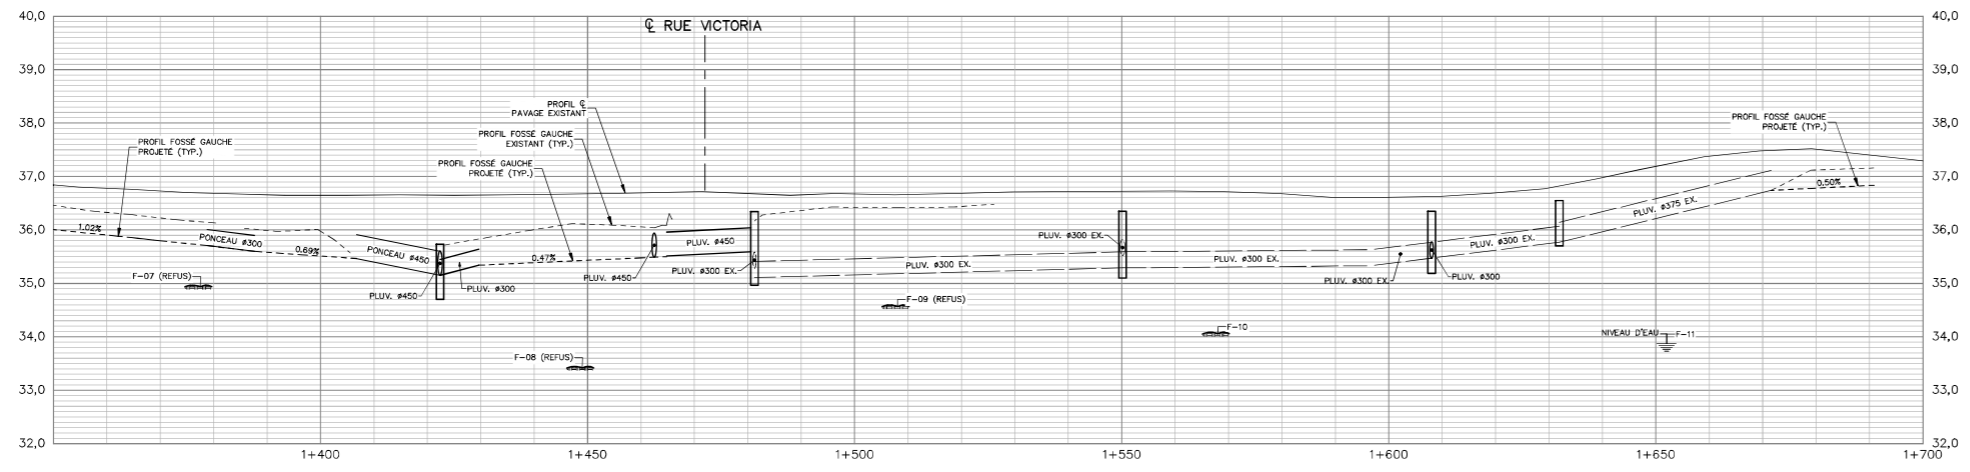 40,0
40,0
℄ RUE VICTORIA
39,0
39,0
PROFIL ℄
PAVAGE EXISTANT
38,0
38,0
PROFIL FOSSÉ GAUCHE
PROJETÉ (TYP.)
PROFIL FOSSÉ GAUCHE
EXISTANT (TYP.)
PROFIL FOSSÉ GAUCHE
PROJETÉ (TYP.)
PROFIL FOSSÉ GAUCHE
PROJETÉ (TYP.)
37,0
37,0
0.50%
PLUV. ø375 EX.
36,0
36,0
1.02%
PONCEAU ø300
0.69%
PONCEAU ø450
0.47%
PLUV. ø450
PLUV. ø300 EX.
PLUV. ø300 EX.
PLUV. ø300 EX.
PLUV. ø300 EX.
PLUV. ø300 EX.
F-07 (REFUS)
PLUV. ø450
PLUV. ø300
PLUV. ø450
PLUV. ø300 EX.
PLUV. ø300
35,0
35,0
F-09 (REFUS)
F-10
NIVEAU D'EAU
F-11
34,0
34,0
F-08 (REFUS)
33,0
33,0
32,0
32,0
1+400
1+450
1+500
1+550
1+600
1+650
1+700